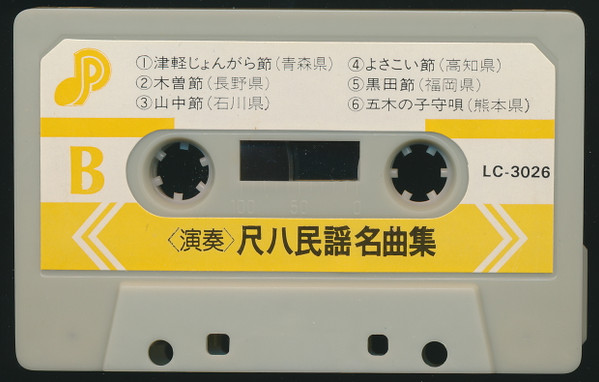 ①津軽じょんがら節(青森県)
②木曽節(長野県)
③山中節(石川県)
④よさこい節(高知県)
⑤黒田節(福岡県)
⑥五木の子守唄(熊本県)
B
LC-3026
100 50 0
〈演奏〉尺八民謡名曲集